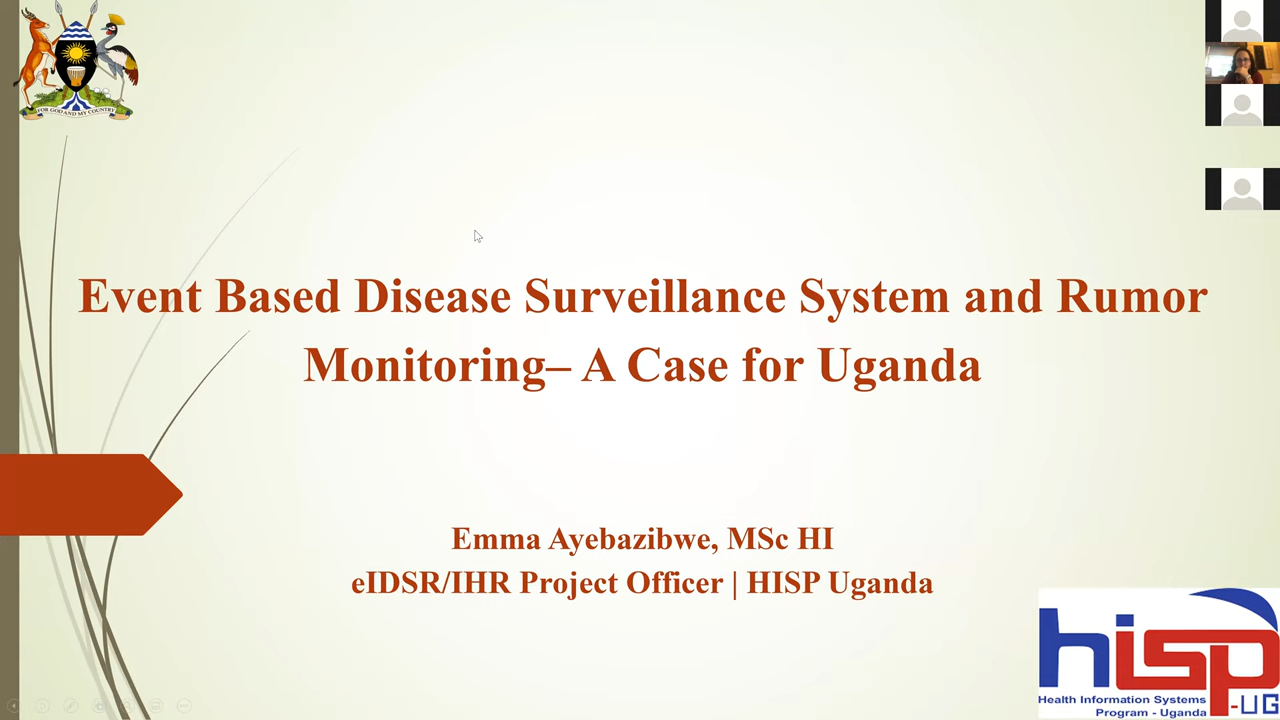 FOR GOD AND MY COUNTRY
Event Based Disease Surveillance System and Rumor
Monitoring– A Case for Uganda
Emma Ayebazibwe, MSc HI
eIDSR/IHR Project Officer | HISP Uganda
hisp
-UG
Health Information Systems
Program - Uganda